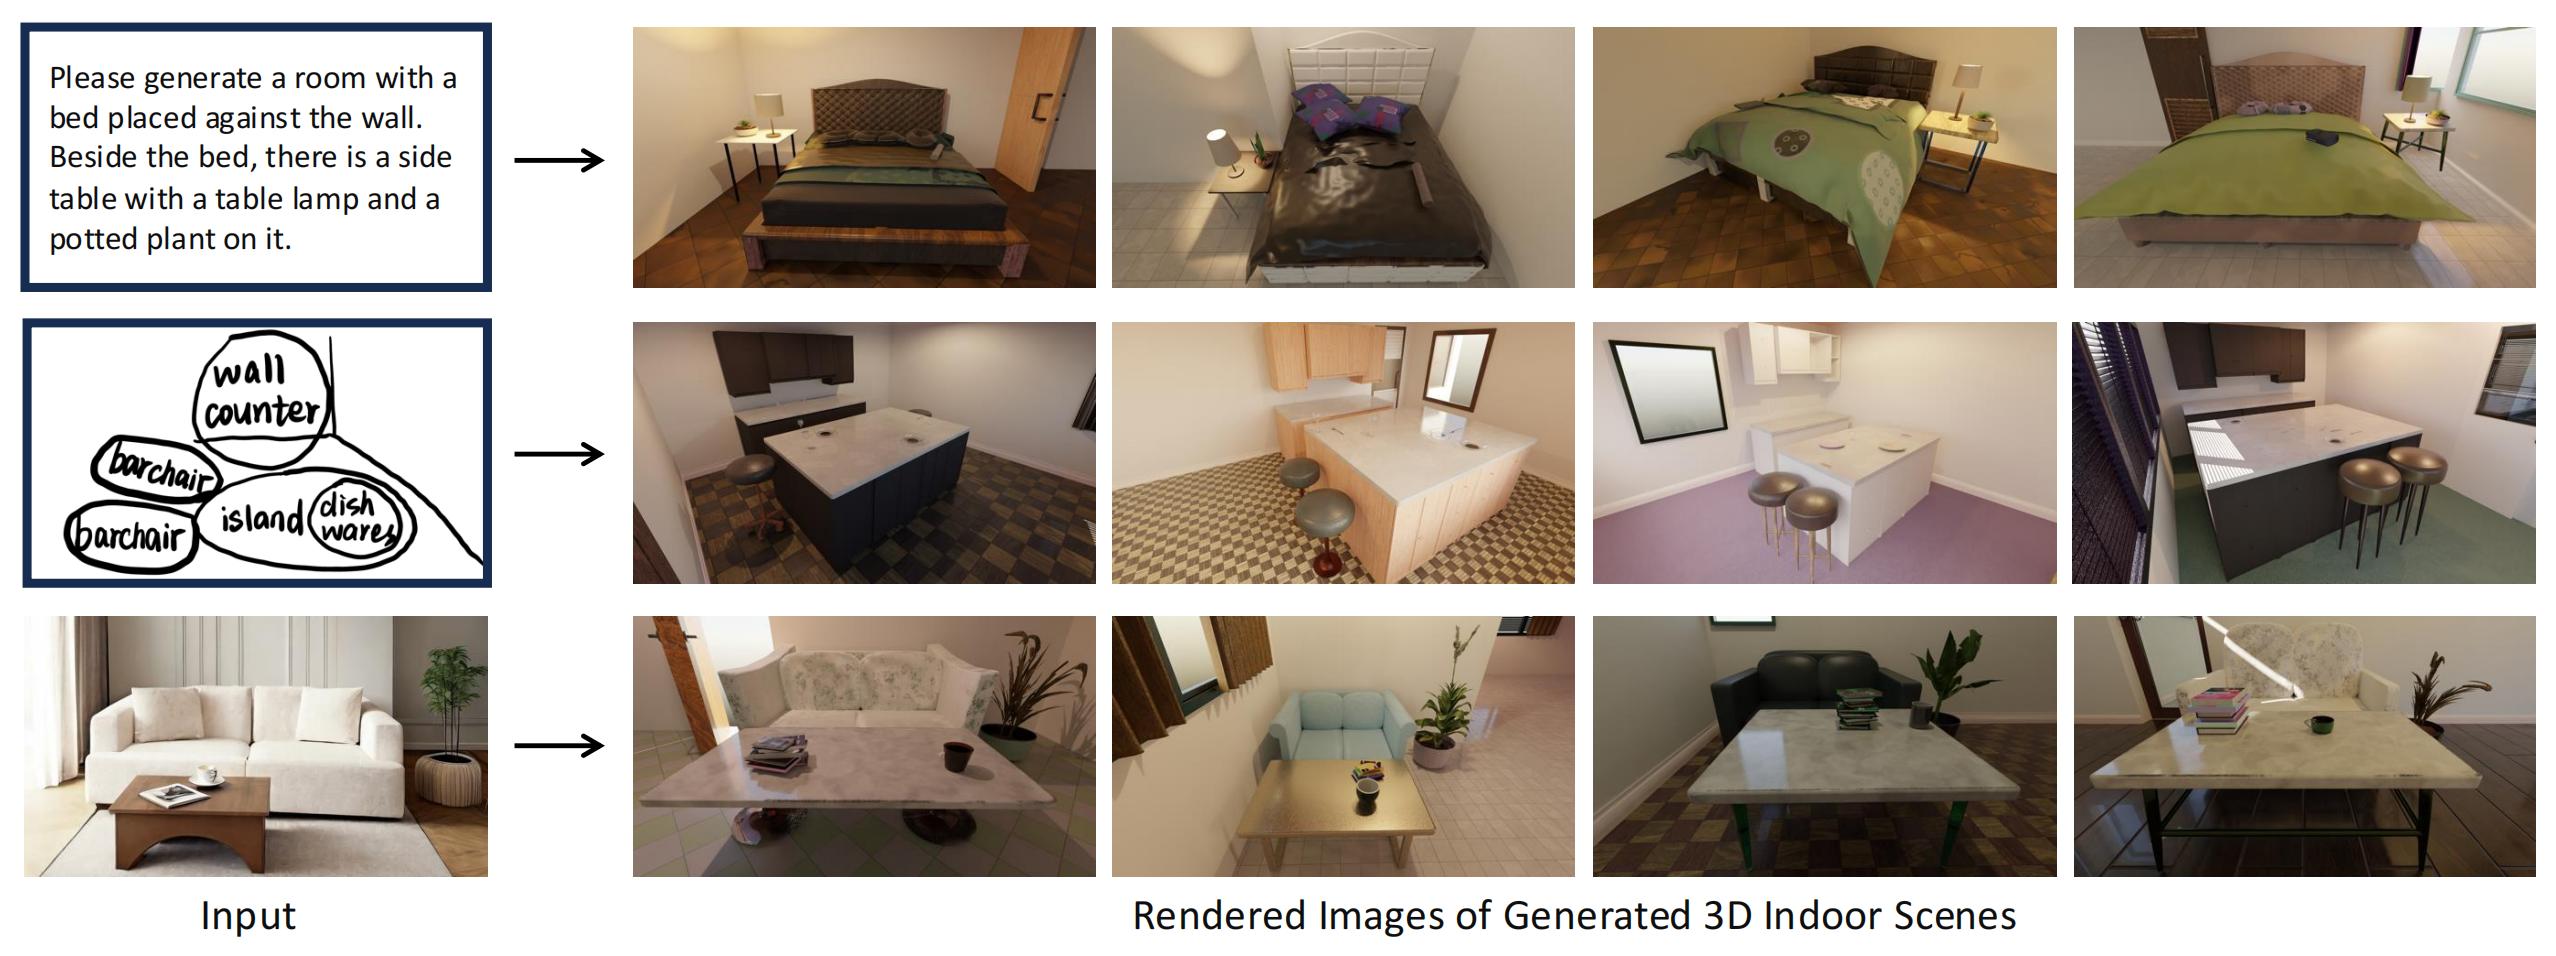 Please generate a room with a
bed placed against the wall.
Beside the bed, there is a side
table with a table lamp and a
potted plant on it.
wall
counter
barchair
barchair
island
dish
wares
Input
Rendered Images of Generated 3D Indoor Scenes